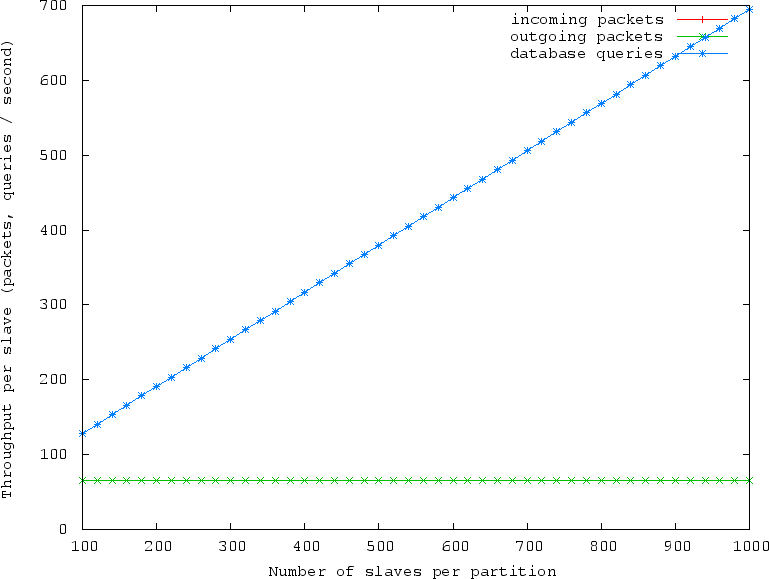 700
600
500
400
300
200
100
0
100 200 300 400 500 600 700 800 900 1000
Number of slaves per partition
Throughput per slave (packets, queries / second)
incoming packets
outgoing packets
database queries